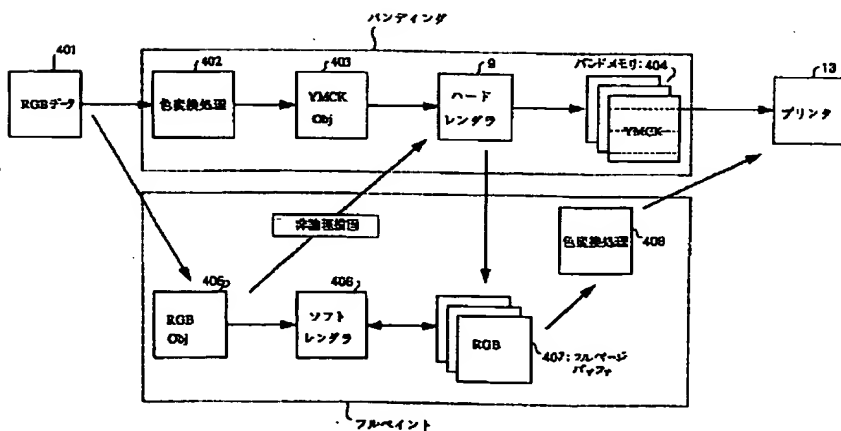 バンディング
401
RGBデータ
402
色変換処理
403
YMCK
Obj
9
ハード
レンダラ
バンドメモリ:404
YMCK
13
プリンタ
非論理描画
405
RGB
Obj
406
ソフト
レンダラ
RGB
407:フルページ
バッファ
色変換処理
408
フルペイント